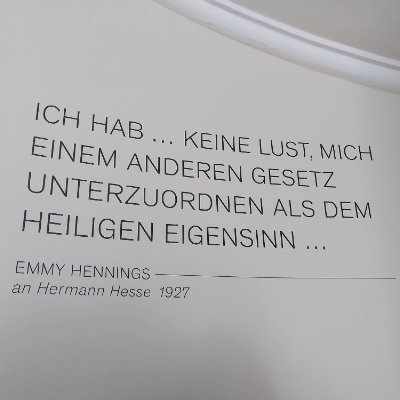 ICH HAB ... KEINE LUST, MICH
EINEM ANDEREN GESETZ
UNTERZUORDNEN ALS DEM
HEILIGEN EIGENSINN ...
EMMY HENNINGS
an Hermann Hesse 1927